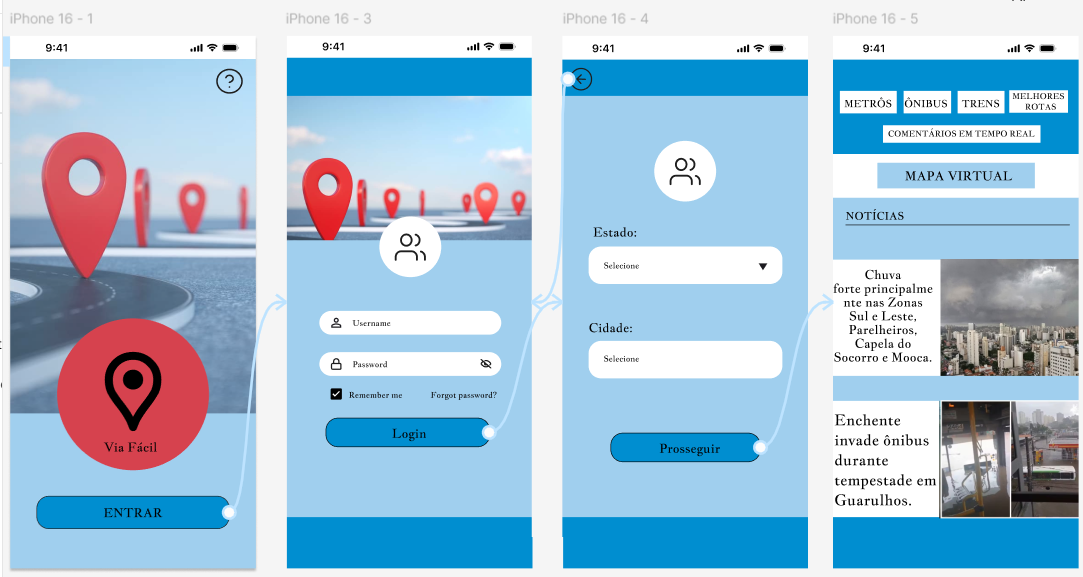 iPhone 16 - 1
9:41
?
Via Fácil
ENTRAR
iPhone 16 - 3
9:41
Username
Password
Remember me
Forgot password?
Login
iPhone 16 - 4
9:41
Estado:
Selecione
Cidade:
Selecione
Prosseguir
iPhone 16 - 5
9:41
METRÔS
ÔNIBUS
TRENS
MELHORES
ROTAS
COMENTÁRIOS EM TEMPO REAL
MAPA VIRTUAL
NOTÍCIAS
Chuva
forte principalme
nte nas Zonas
Sul e Leste,
Parelheiros,
Capela do
Socorro e Mooca.
Enchente
invade ônibus
durante
tempestade em
Guarulhos.